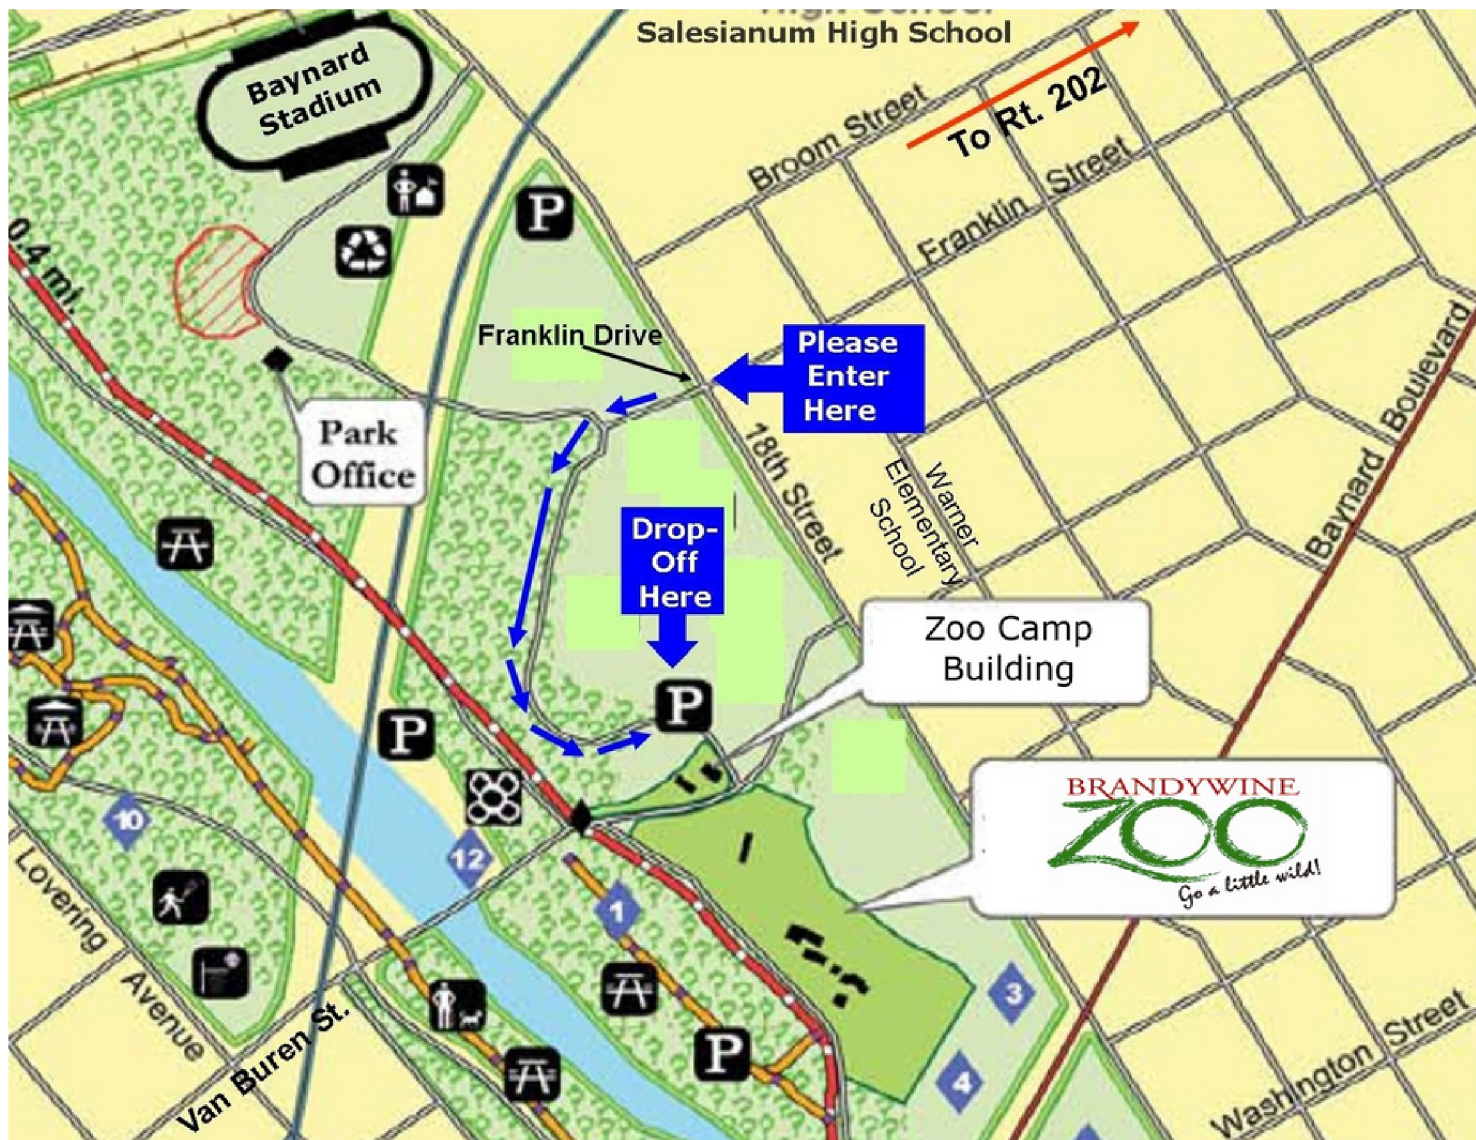 High School
Salesianum High School
Baynard
Stadium
Broom Street
To Rt. 202
Franklin Street
0.4 mi.
P
Franklin Drive
Please
Enter
Here
Park
Office
18th Street
Warner
Elementary
School
Baynard Boulevard
Drop-
Off
Here
Zoo Camp
Building
P
P
BRANDYWINE
ZOO
Go a little wild!
10
12
1
3
4
P
Lovering Avenue
Van Buren St.
Washington Street